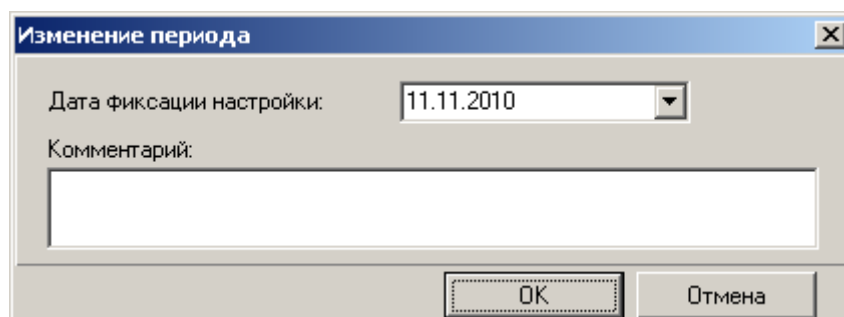 Изменение периода
Дата фиксации настройки: 11.11.2010
Комментарий:
OK Отмена